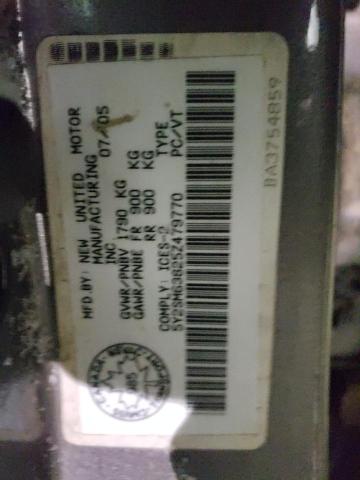 MFD.BY: NEW UNITED MOTOR
MANUFACTURING
INC 07/05
GVWR/PNBV 1790 KG
GAWR/PNBE FR 900 KG
RR 900 KG
COMPLY: ICES-2 TYPE
5Y2SM63825Z479770 PC/VT
BA3754859
CANADA